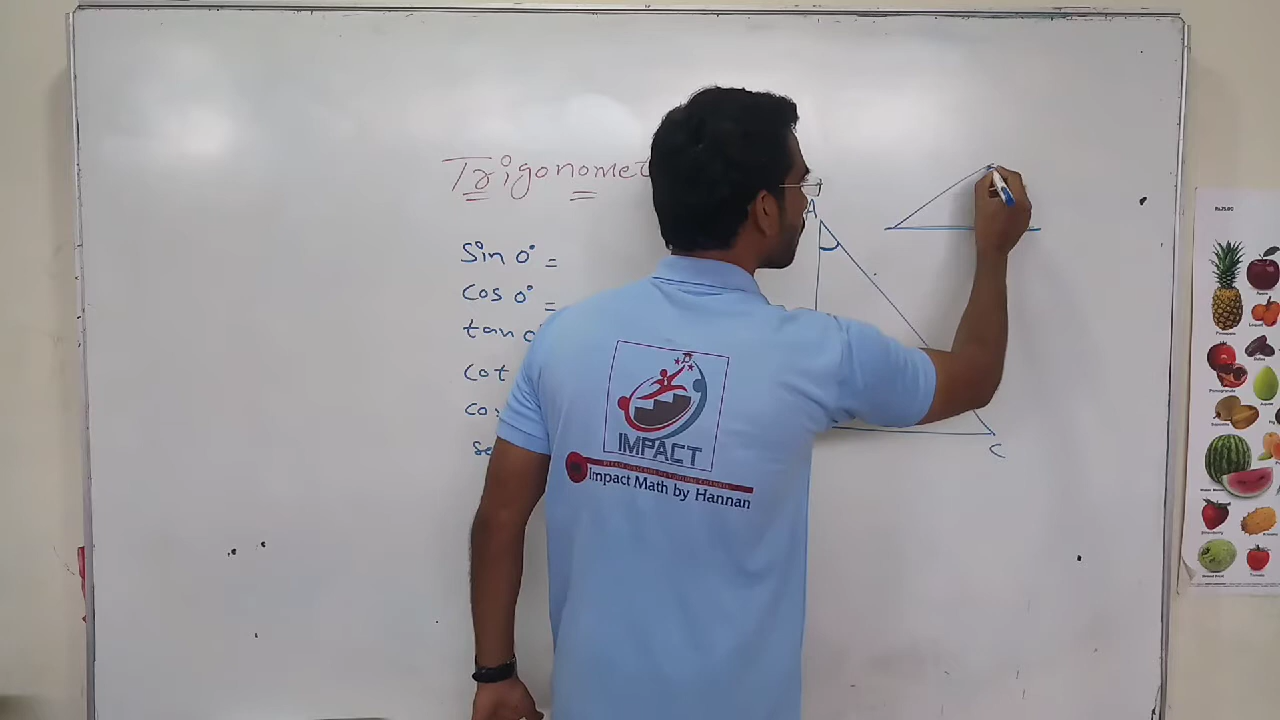 Trigonomet
Sin 0° =
Cos 0° =
tan 0
Cot
Co
Se
A
C
IMPACT
Impact Math by Hannan